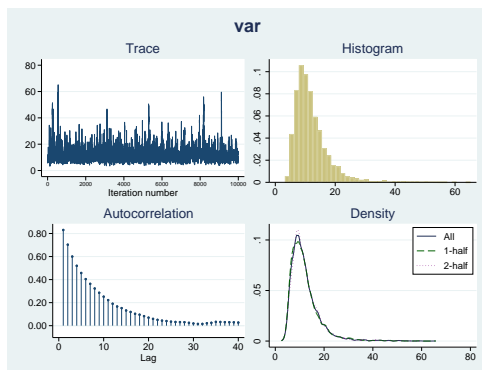 var
Trace
80
60
40
20
0
0 2000 4000 6000 8000 10000
Iteration number
Histogram
.1
.08
.06
.04
.02
0
0 20 40 60
Autocorrelation
0.80
0.60
0.40
0.20
0.00
0 10 20 30 40
Lag
Density
.1
.05
0
0 20 40 60 80
All
1-half
2-half